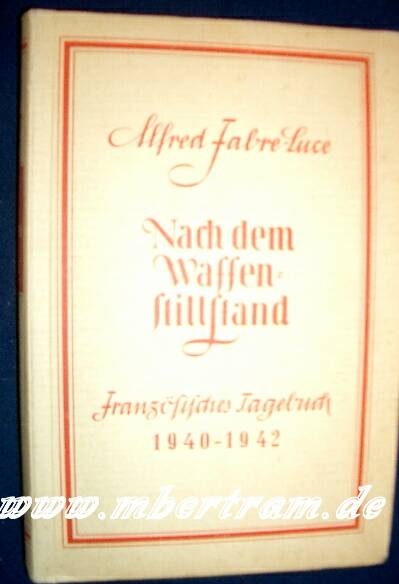 Alfred Fabre-Luce
Nach dem
Waffen-
ſtillſtand
Franzöſiſches Tagebuch
1940-1942
www.mbertram.de